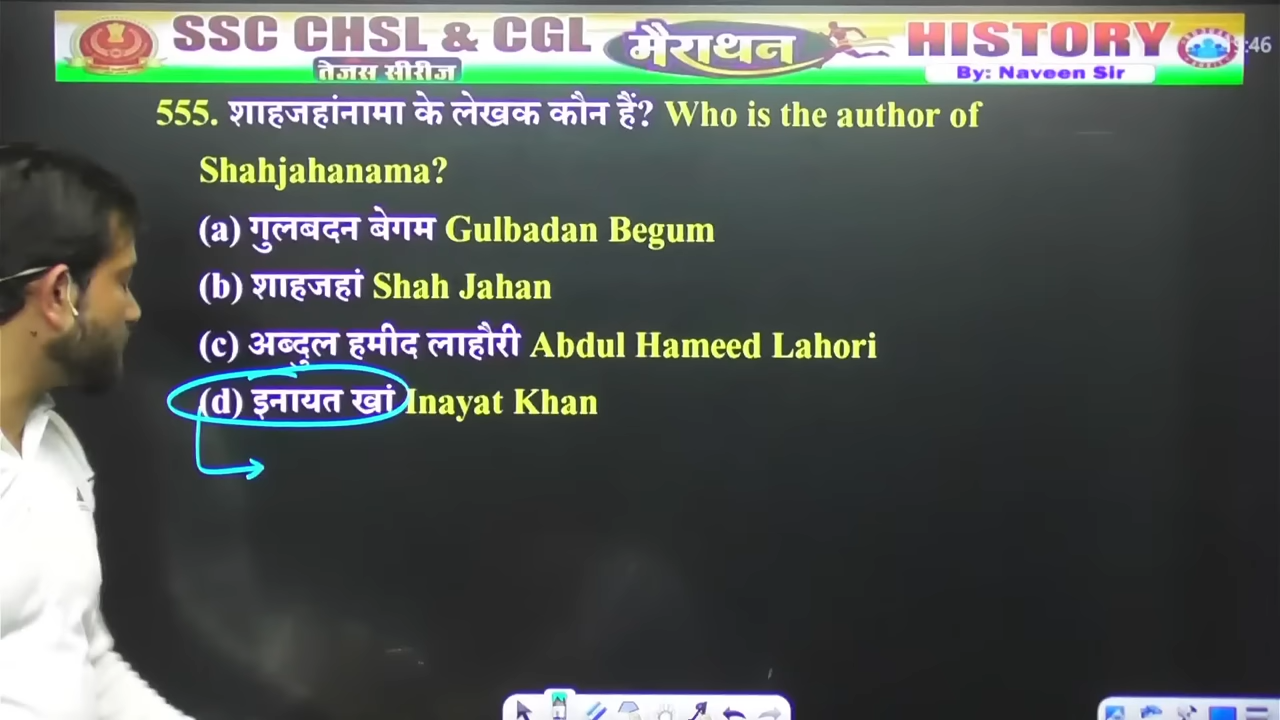 SSC CHSL & CGL मैराथन HISTORY
तेजस सीरीज By: Naveen Sir
:46
555. शाहजहांनामा के लेखक कौन हैं? Who is the author of
Shahjahanama?
(a) गुलबदन बेगम Gulbadan Begum
(b) शाहजहां Shah Jahan
(c) अब्दुल हमीद लाहौरी Abdul Hameed Lahori
(d) इनायत खां Inayat Khan